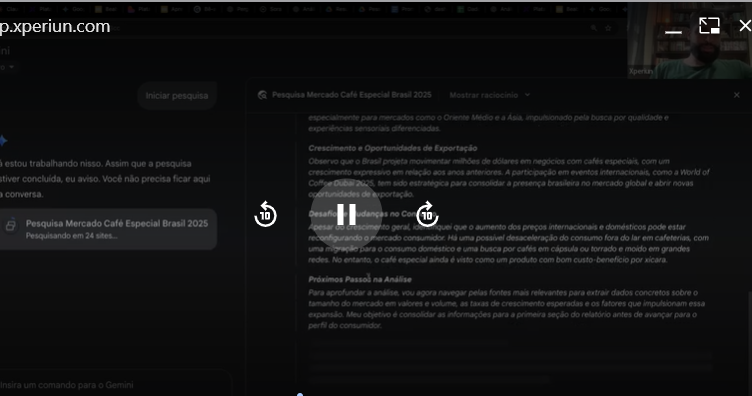 p.xperiun.com
ni
Xperiun
Iniciar pesquisa
Pesquisa Mercado Café Especial Brasil 2025
Mostrar raciocínio
especialmente para mercados como o Oriente Médio e a Ásia, impulsionado pela busca por qualidade e
experiências sensoriais diferenciadas.
Crescimento e Oportunidades de Exportação
Observo que o Brasil projeta movimentar milhões de dólares em negócios com cafés especiais, com um
crescimento expressivo em relação aos anos anteriores. A participação em eventos internacionais, como a World of
Coffee Dubai 2025, tem sido estratégica para consolidar a presença brasileira no mercado global e abrir novas
oportunidades de exportação.
á estou trabalhando nisso. Assim que a pesquisa
stiver concluída, eu aviso. Você não precisa ficar aqui
a conversa.
Pesquisa Mercado Café Especial Brasil 2025
Pesquisando em 24 sites...
10
10
Desafios Mudanças no Con
Apesar do crescimento geral, identifiquei que o aumento dos preços internacionais e domésticos pode estar
reconfigurando o mercado consumidor. Há uma possível desaceleração do consumo fora do lar em cafeterias, com
uma migração para o consumo doméstico e uma busca por cafés em cápsula ou torrado e moído em grandes
redes. No entanto, o café especial ainda é visto como um produto com bom custo-benefício por xícara.
Próximos Passos na Análise
Para aprofundar a análise, vou agora navegar pelas fontes mais relevantes para extrair dados concretos sobre o
tamanho do mercado em valores e volume, as taxas de crescimento esperadas e os fatores que impulsionam essa
expansão. Meu objetivo é consolidar as informações para a primeira seção do relatório antes de avançar para o
perfil do consumidor.
nsira um comando para o Gemini